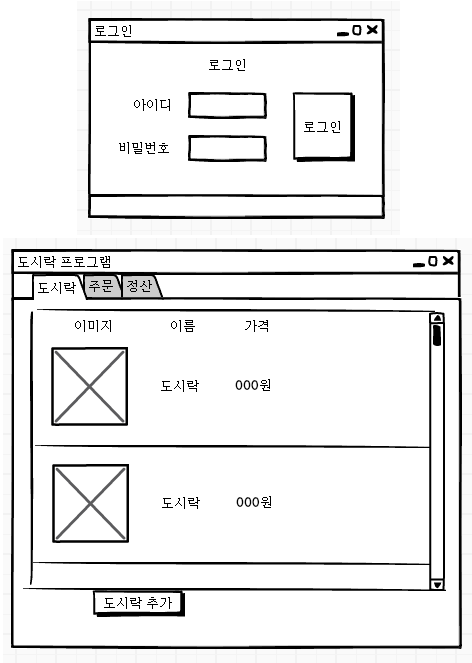 로그인
로그인
아이디
로그인
비밀번호
도시락 프로그램
도시락 주문 정산
이미지 이름 가격
도시락 000원
도시락 000원
도시락 추가